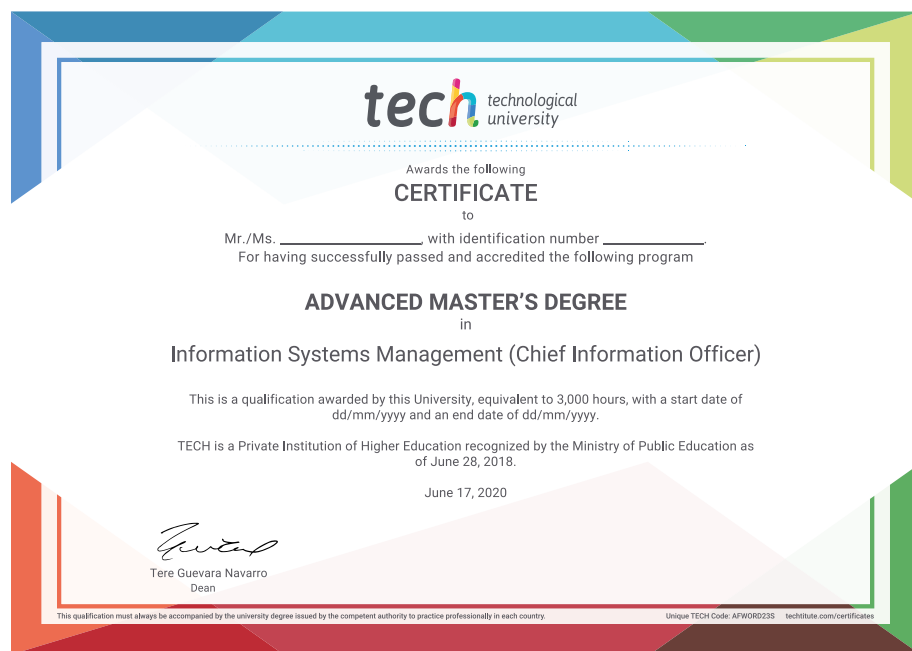 tech technological
university
Awards the following
CERTIFICATE
to
Mr./Ms. ________________, with identification number ____________.
For having successfully passed and accredited the following program
ADVANCED MASTER'S DEGREE
in
Information Systems Management (Chief Information Officer)
This is a qualification awarded by this University, equivalent to 3,000 hours, with a start date of
dd/mm/yyyy and an end date of dd/mm/yyyy.
TECH is a Private Institution of Higher Education recognized by the Ministry of Public Education as
of June 28, 2018.
June 17, 2020
Tere Guevara Navarro
Dean
This qualification must always be accompanied by the university degree issued by the competent authority to practice professionally in each country. Unique TECH Code: AFWORD23S techtitute.com/certificates